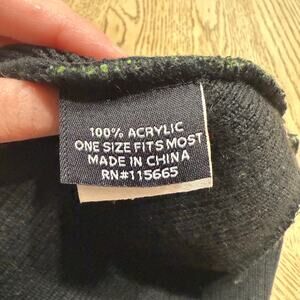 100% ACRYLIC
ONE SIZE FITS MOST
MADE IN CHINA
RN#115665